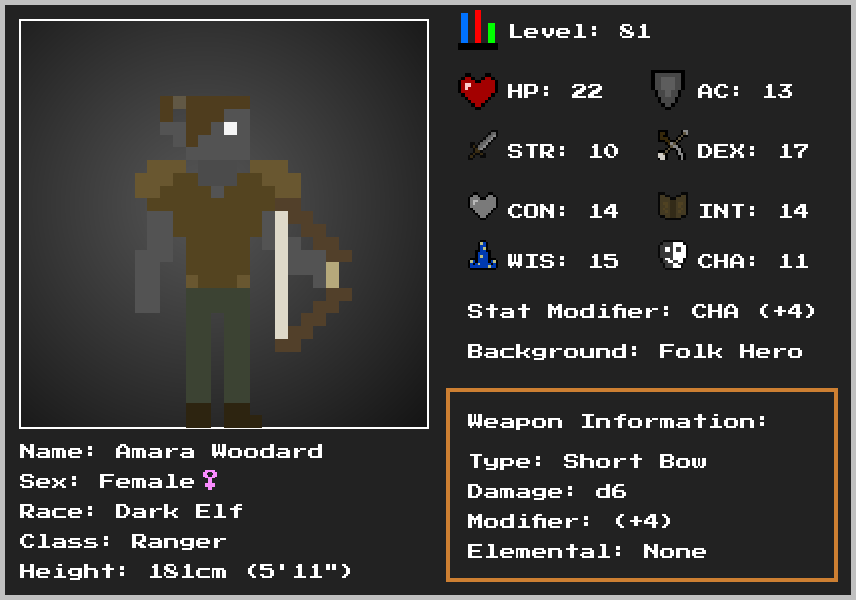 Level: 81
HP: 22 AC: 13
STR: 10 DEX: 17
CON: 14 INT: 14
WIS: 15 CHA: 11
Stat Modifier: CHA (+4)
Background: Folk Hero
Weapon Information:
Type: Short Bow
Damage: d6
Modifier: (+4)
Elemental: None
Name: Amara Woodard
Sex: Female♀
Race: Dark Elf
Class: Ranger
Height: 181cm (5'11")